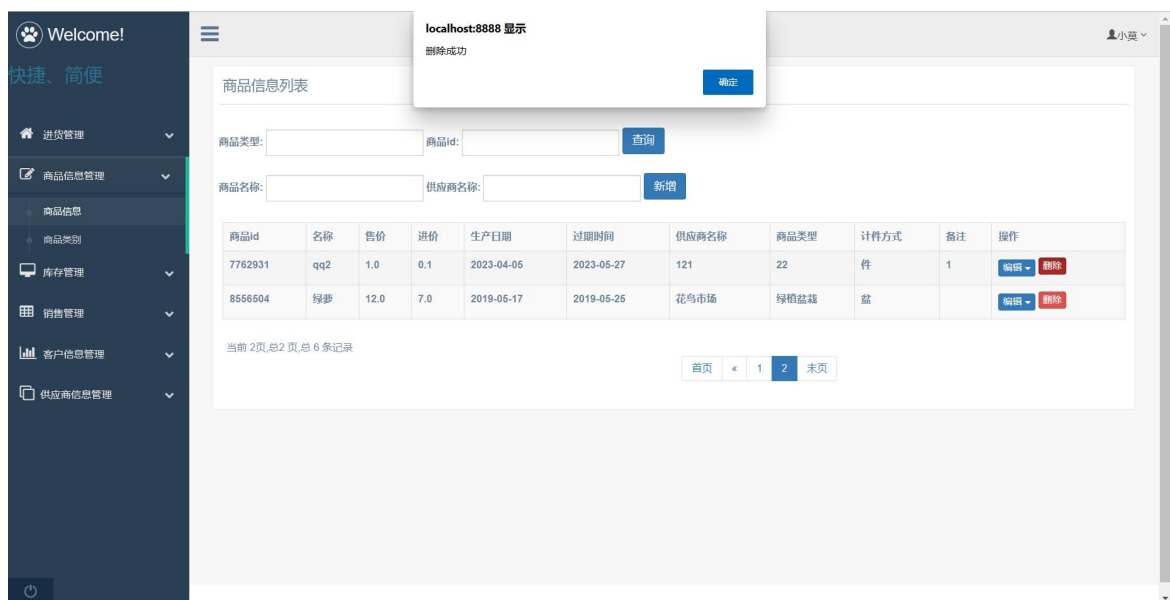 Welcome!
快捷、简便
进货管理
商品信息管理
商品信息
商品类别
库存管理
销售管理
客户信息管理
供应商信息管理
localhost:8888 显示
删除成功
确定
小莫
商品信息列表
商品类型:
商品id:
查询
商品名称:
供应商名称:
新增
商品Id 名称 售价 进价 生产日期 过期时间 供应商名称 商品类型 计件方式 备注 操作
7762931 qq2 1.0 0.1 2023-04-05 2023-05-27 121 22 件 1 编辑 删除
8556504 绿萝 12.0 7.0 2019-05-17 2019-05-25 花鸟市场 绿植盆栽 盆 编辑 删除
当前 2页,总2 页,总 6 条记录
首页 « 1 2 末页